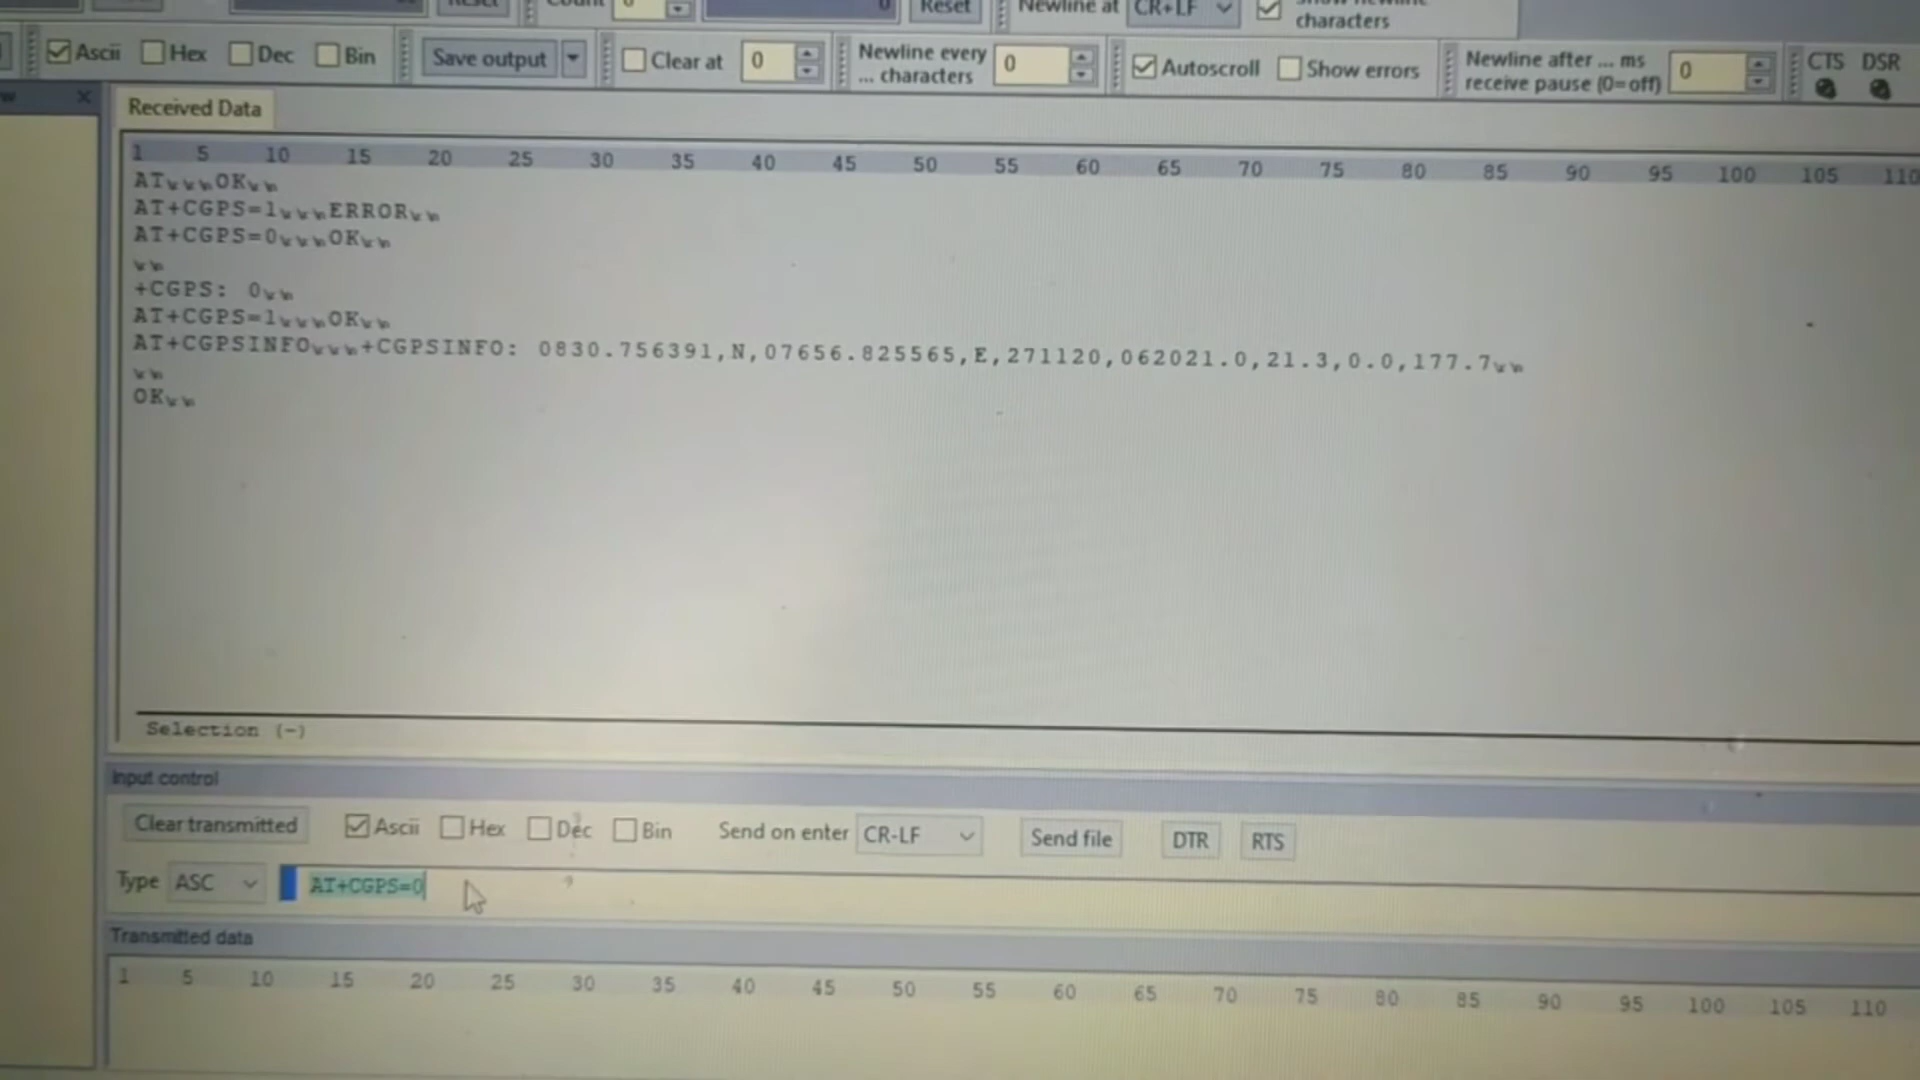 Reset
Count 0
0
Reset
Newline at CR+LF
characters
Ascii Hex Dec Bin
Save output
Clear at 0
Newline every
... characters
0
Autoscroll
Show errors
Newline after ... ms
receive pause (0=off)
0
CTS DSR
Received Data
1 5 10 15 20 25 30 35 40 45 50 55 60 65 70 75 80 85 90 95 100 105 110
AT␍␍␊OK␍␊
AT+CGPS=1␍␍␊ERROR␍␊
AT+CGPS=0␍␍␊OK␍␊
␍␊
+CGPS: 0␍␊
AT+CGPS=1␍␍␊OK␍␊
AT+CGPSINFO␍␍␊+CGPSINFO: 0830.756391,N,07656.825565,E,271120,062021.0,21.3,0.0,177.7␍␊
␍␊
OK␍␊
Selection (-)
Input control
Clear transmitted
Ascii Hex Dec Bin
Send on enter CR-LF
Send file
DTR
RTS
Type ASC AT+CGPS=0
Transmitted data
1 5 10 15 20 25 30 35 40 45 50 55 60 65 70 75 80 85 90 95 100 105 110